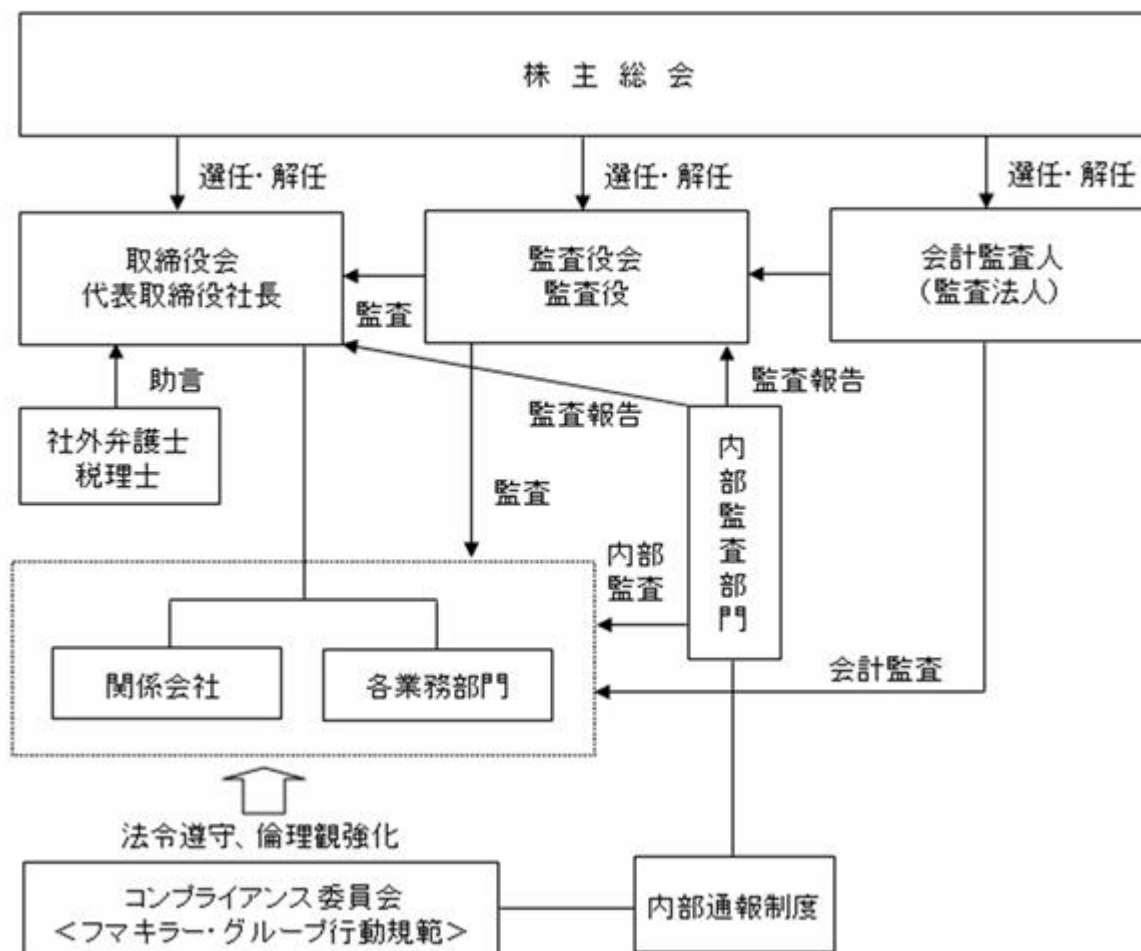 株主総会
選任・解任
選任・解任
選任・解任
取締役会
代表取締役社長
監査役会
監査役
会計監査人
(監査法人)
監査
助言
監査報告
監査報告
社外弁護士
税理士
監査
内部監査部門
内部
監査
関係会社
各業務部門
会計監査
法令遵守、倫理観強化
コンプライアンス委員会
<フマキラー・グループ行動規範>
内部通報制度